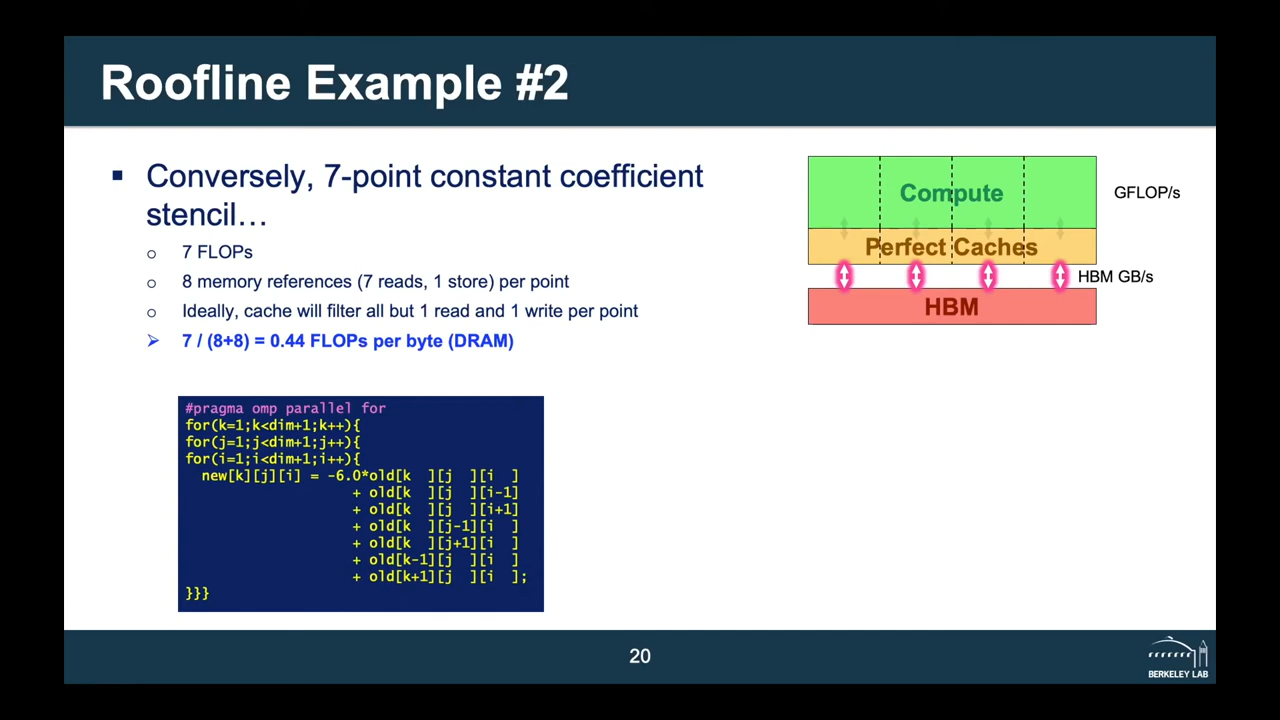 Roofline Example #2
▪ Conversely, 7-point constant coefficient
stencil…
o 7 FLOPs
o 8 memory references (7 reads, 1 store) per point
o Ideally, cache will filter all but 1 read and 1 write per point
➢ 7 / (8+8) = 0.44 FLOPs per byte (DRAM)
#pragma omp parallel for
for(k=1;k<dim+1;k++){
for(j=1;j<dim+1;j++){
for(i=1;i<dim+1;i++){
new[k][j][i] = -6.0*old[k  ][j  ][i  ]
+ old[k  ][j  ][i-1]
+ old[k  ][j  ][i+1]
+ old[k  ][j-1][i  ]
+ old[k  ][j+1][i  ]
+ old[k-1][j  ][i  ]
+ old[k+1][j  ][i  ];
}}}
Compute
GFLOP/s
Perfect Caches
HBM GB/s
HBM
20
BERKELEY LAB